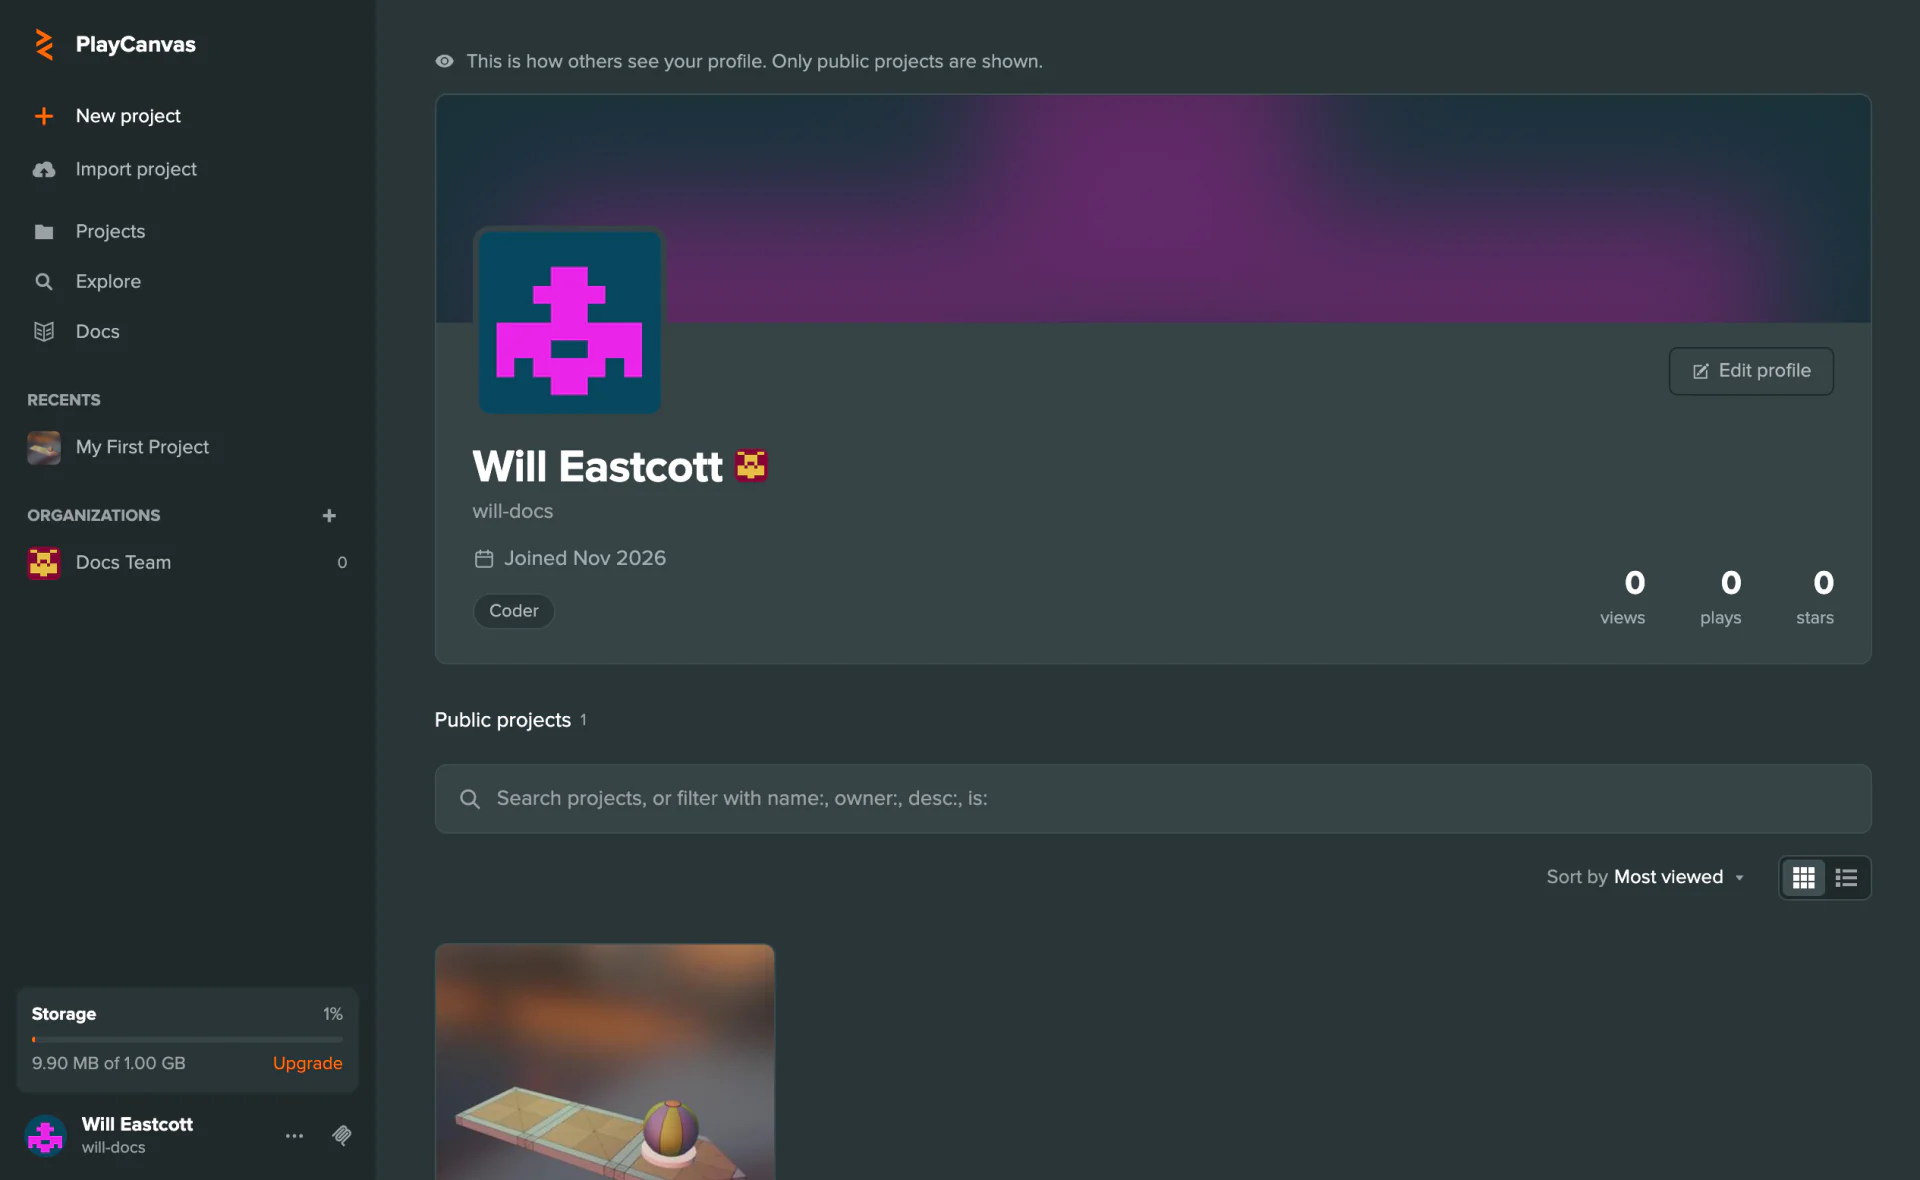 PlayCanvas
New project
Import project
Projects
Explore
Docs
RECENTS
My First Project
ORGANIZATIONS
Docs Team 0
Storage 1%
9.90 MB of 1.00 GB Upgrade
Will Eastcott
will-docs
This is how others see your profile. Only public projects are shown.
Edit profile
Will Eastcott
will-docs
Joined Nov 2026
Coder
0 0 0
views plays stars
Public projects 1
Search projects, or filter with name:, owner:, desc:, is:
Sort by Most viewed